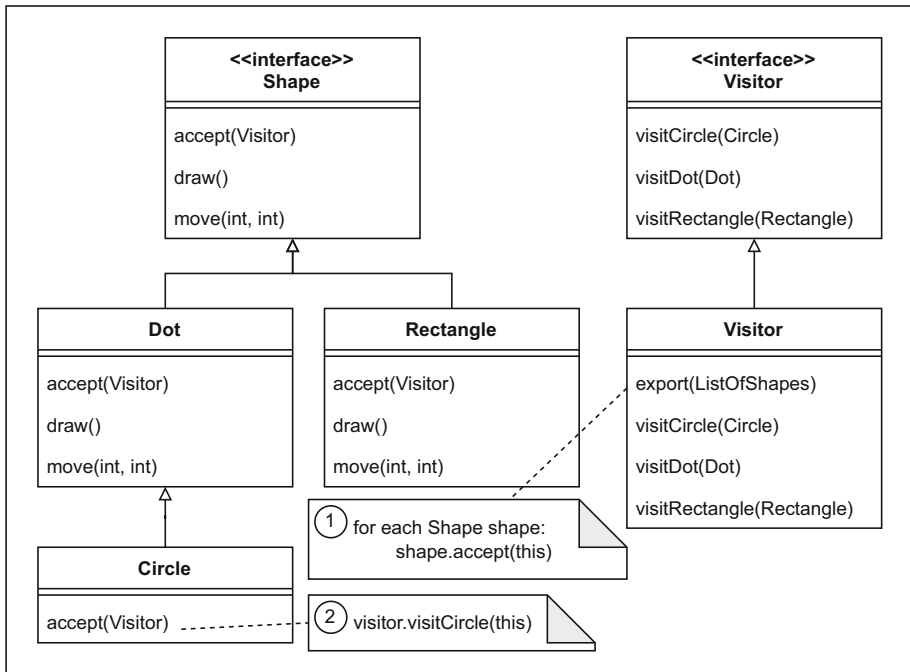 <<interface>>
Shape
accept(Visitor)
draw()
move(int, int)
<<interface>>
Visitor
visitCircle(Circle)
visitDot(Dot)
visitRectangle(Rectangle)
Dot
accept(Visitor)
draw()
move(int, int)
Rectangle
accept(Visitor)
draw()
move(int, int)
Visitor
export(ListOfShapes)
visitCircle(Circle)
visitDot(Dot)
visitRectangle(Rectangle)
1 for each Shape shape:
shape.accept(this)
Circle
accept(Visitor)
2 visitor.visitCircle(this)